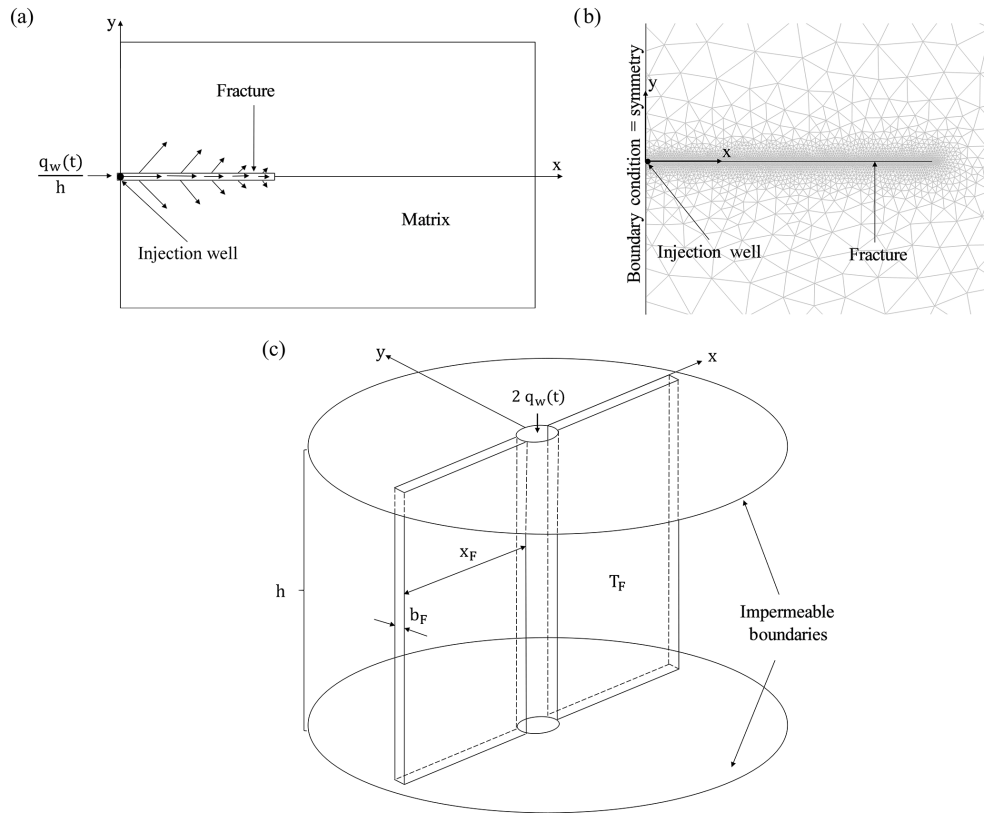 (a)
y
Fracture
q_w(t)
h
x
Matrix
Injection well
(b)
Boundary condition = symmetry
y
x
Injection well
Fracture
(c)
y
x
2 q_w(t)
h
x_F
T_F
b_F
Impermeable
boundaries